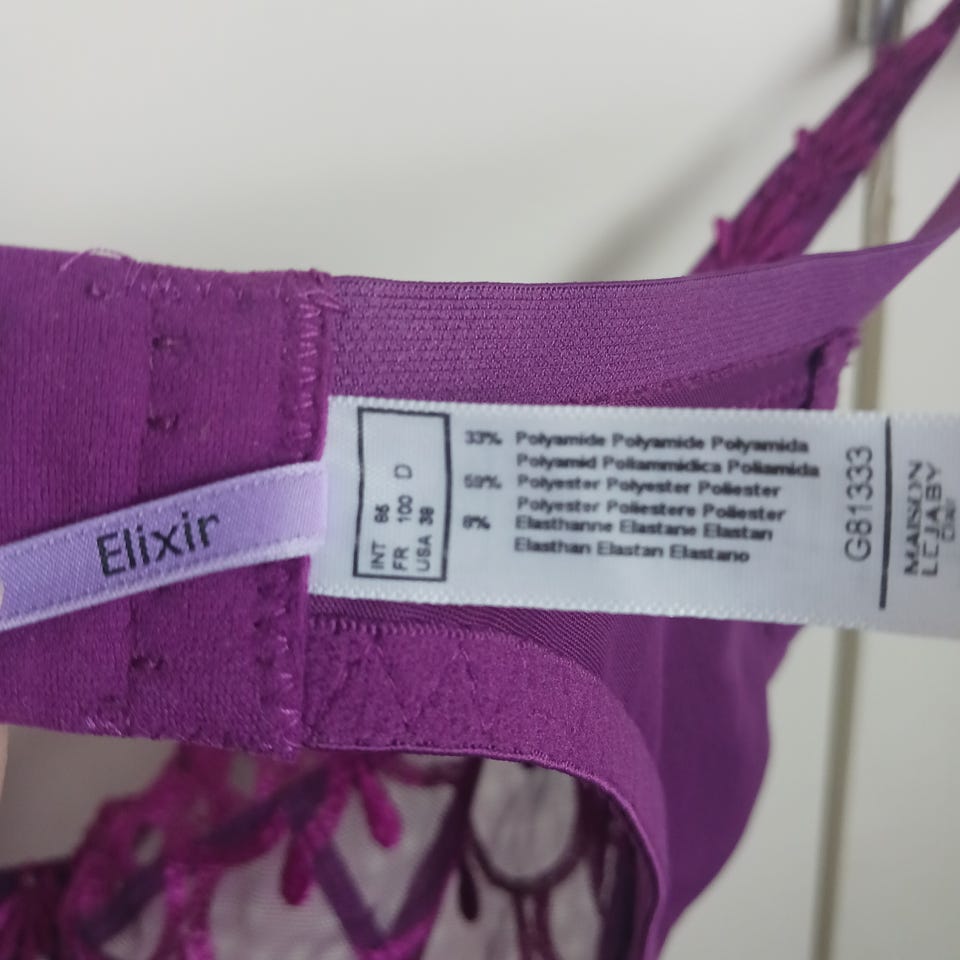 Elixir
INT 85
FR 100 D
USA 38
33% Polyamide Polyamide Polyamida
Polyamid Poliammidica Poliamida
59% Polyester Polyester Poliester
Polyester Poliestere Poliester
8% Elasthanne Elastane Elastan
Elasthan Elastan Elastano
G81333
MAISON
LEJABY